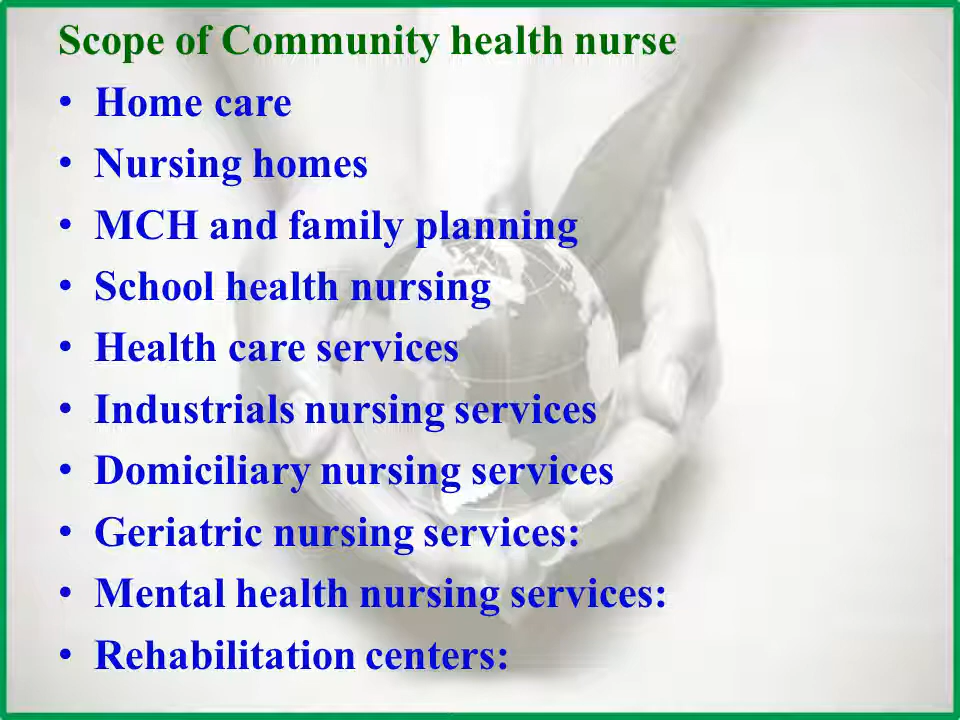 Scope of Community health nurse
• Home care
• Nursing homes
• MCH and family planning
• School health nursing
• Health care services
• Industrials nursing services
• Domiciliary nursing services
• Geriatric nursing services:
• Mental health nursing services:
• Rehabilitation centers: